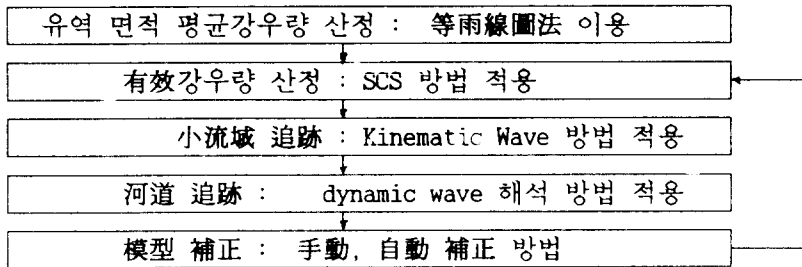 유역 면적 평균강우량 산정 : 等雨線圖法 이용
有效강우량 산정 : SCS 방법 적용
小流域 追跡 : Kinematic Wave 방법 적용
河道 追跡 : dynamic wave 해석 방법 적용
模型 補正 : 手動, 自動 補正 방법